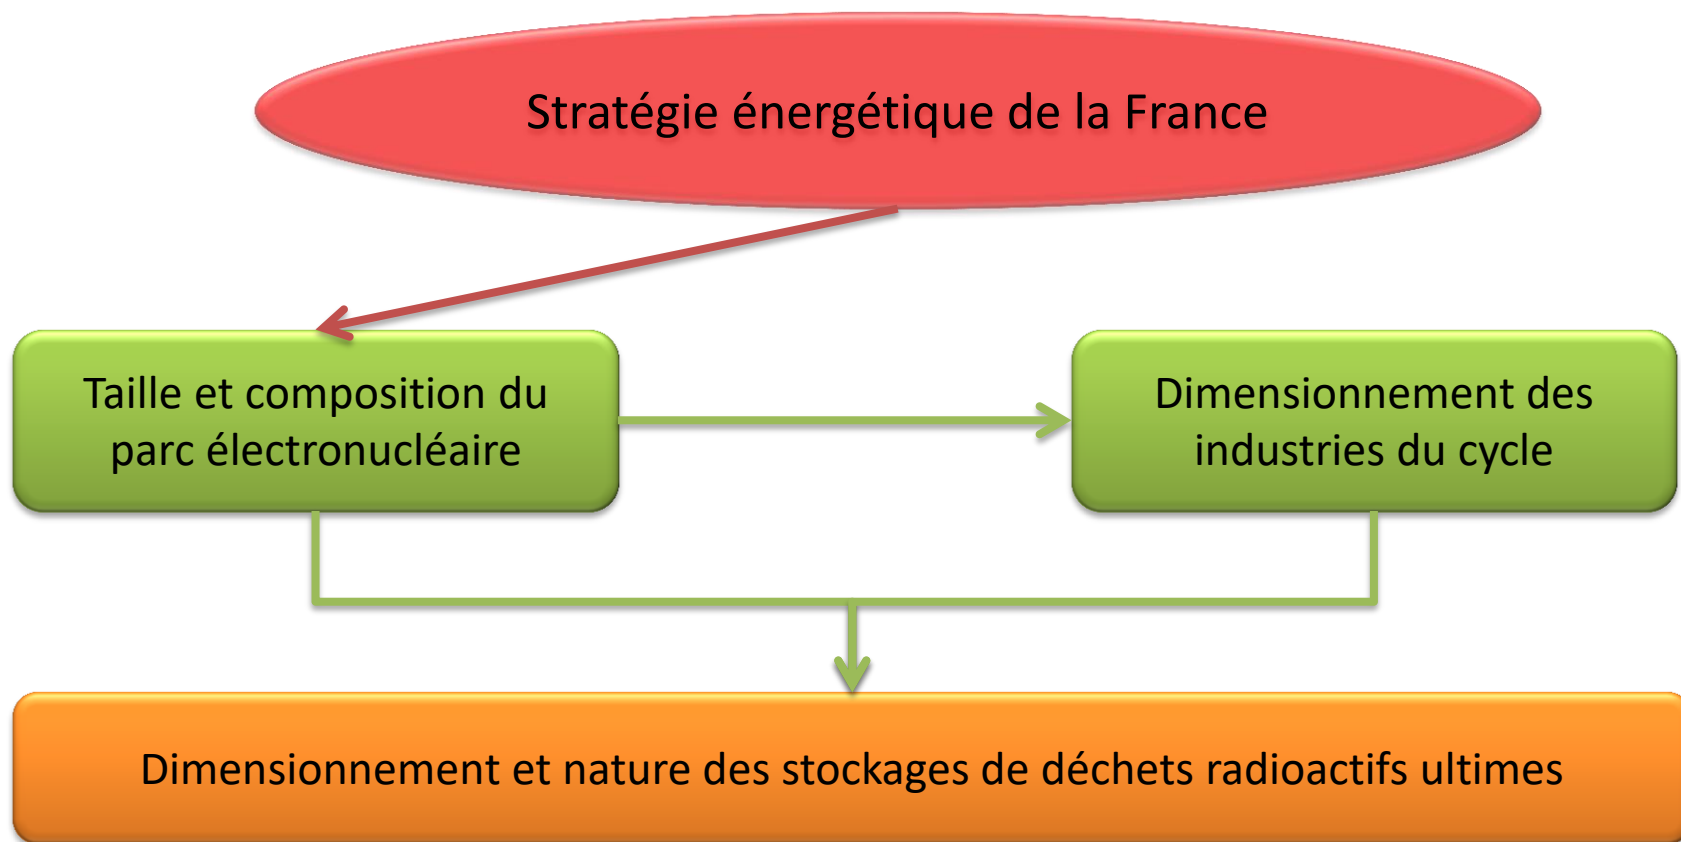 Stratégie énergétique de la France
Taille et composition du
parc électronucléaire
Dimensionnement des
industries du cycle
Dimensionnement et nature des stockages de déchets radioactifs ultimes